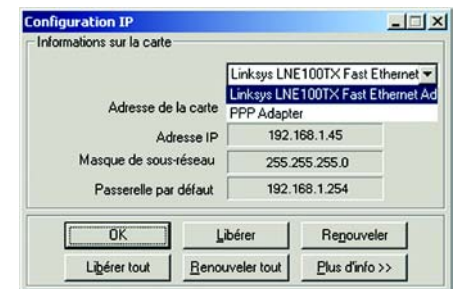 Configuration IP
Informations sur la carte
Linksys LNE100TX Fast Ethernet
Linksys LNE100TX Fast Ethernet Ad
PPP Adapter
Adresse de la carte
Adresse IP 192.168.1.45
Masque de sous-réseau 255.255.255.0
Passerelle par défaut 192.168.1.254
OK Libérer Renouveler
Libérer tout Renouveler tout Plus d'info >>